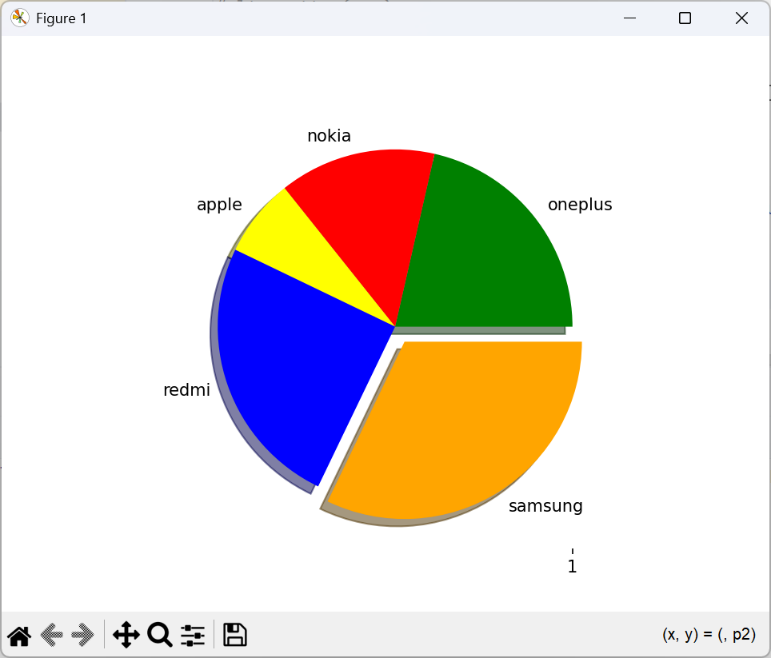 Figure 1
nokia
apple
oneplus
redmi
samsung
1
(x, y) = (, p2)